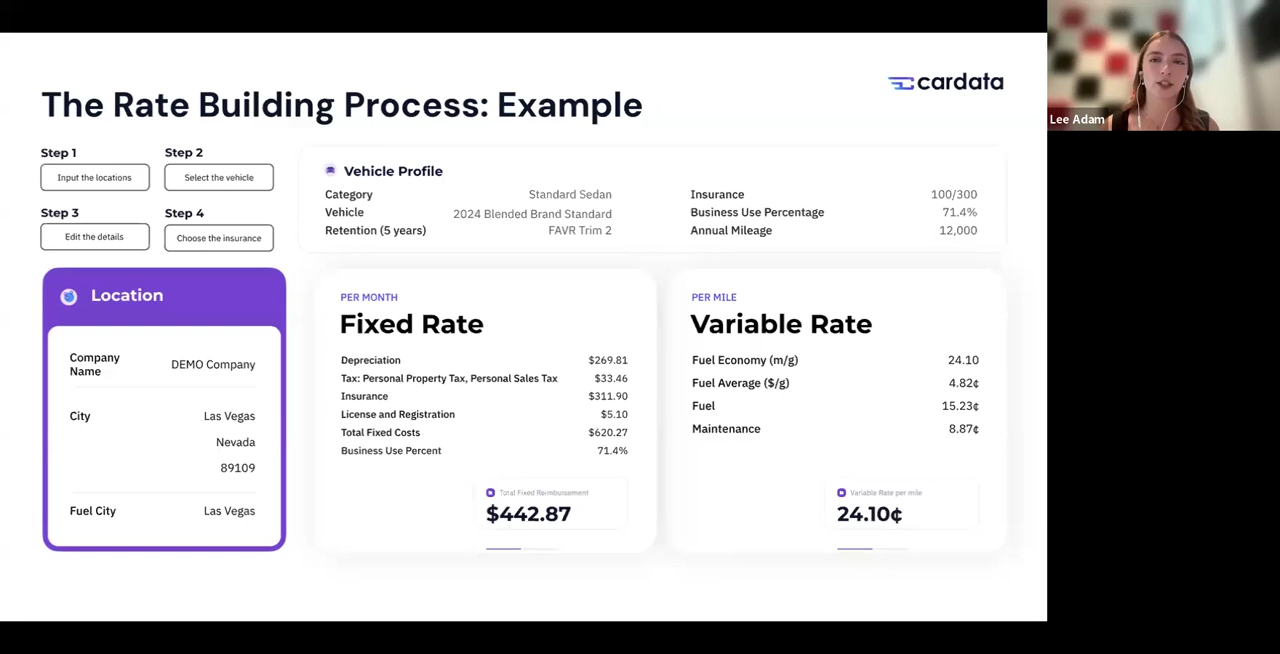 cardata
The Rate Building Process: Example
Lee Adam
Step 1
Input the locations
Step 2
Select the vehicle
Step 3
Edit the details
Step 4
Choose the insurance
Vehicle Profile
Category Standard Sedan
Vehicle 2024 Blended Brand Standard
Retention (5 years) FAVR Trim 2
Insurance 100/300
Business Use Percentage 71.4%
Annual Mileage 12,000
Location
Company
Name
DEMO Company
City Las Vegas
Nevada
89109
Fuel City Las Vegas
PER MONTH
Fixed Rate
Depreciation $269.81
Tax: Personal Property Tax, Personal Sales Tax $33.46
Insurance $311.90
License and Registration $5.10
Total Fixed Costs $620.27
Business Use Percent 71.4%
Total Fixed Reimbursement
$442.87
PER MILE
Variable Rate
Fuel Economy (m/g) 24.10
Fuel Average ($/g) 4.82¢
Fuel 15.23¢
Maintenance 8.87¢
Variable Rate per mile
24.10¢